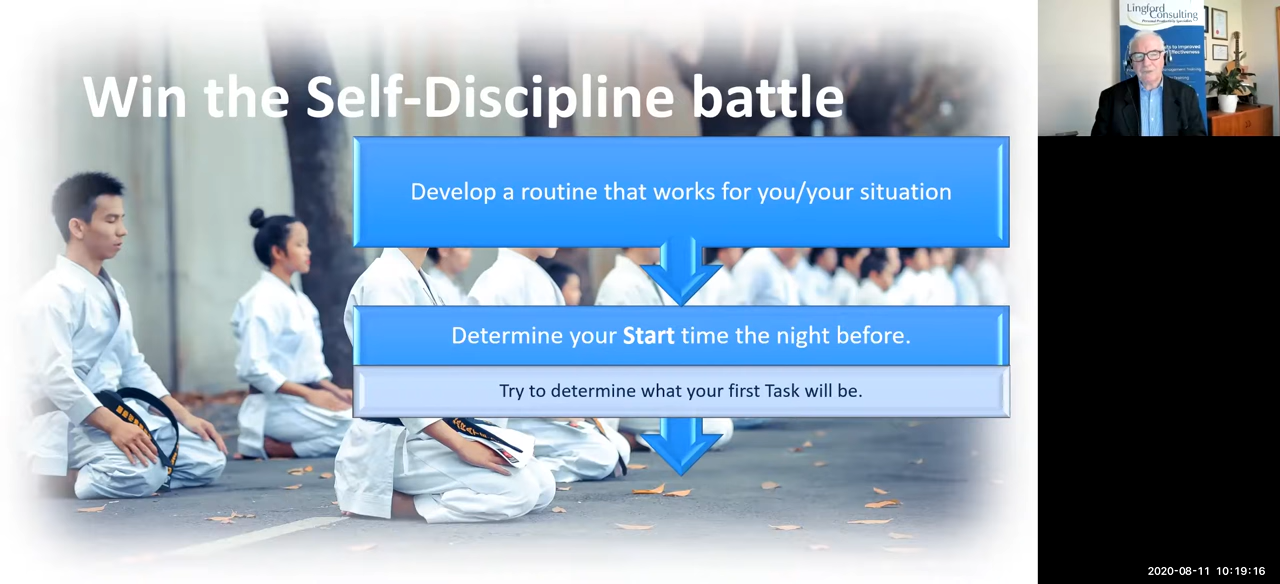 Win the Self-Discipline battle
Develop a routine that works for you/your situation
Determine your Start time the night before.
Try to determine what your first Task will be.
Lingford
Consulting
2020-08-11 10:19:16